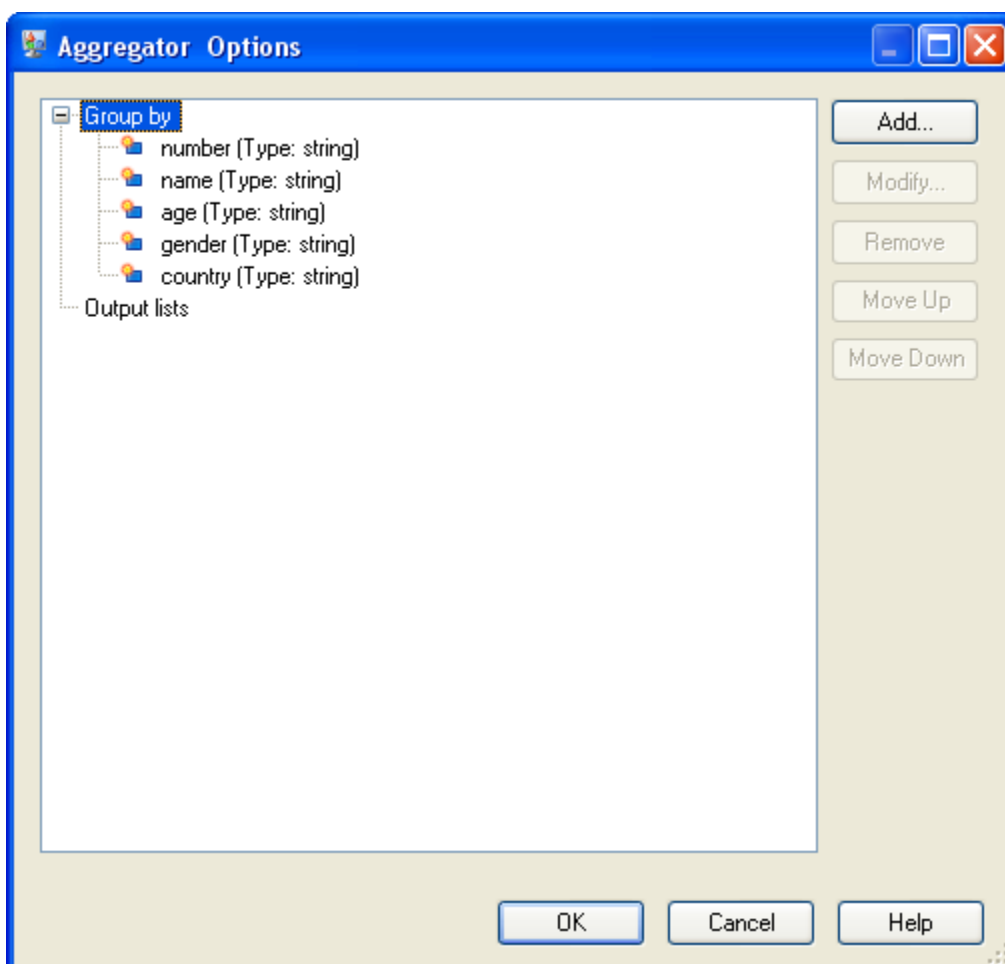 Aggregator Options
Group by
number (Type: string)
name (Type: string)
age (Type: string)
gender (Type: string)
country (Type: string)
Output lists
Add...
Modify...
Remove
Move Up
Move Down
OK
Cancel
Help